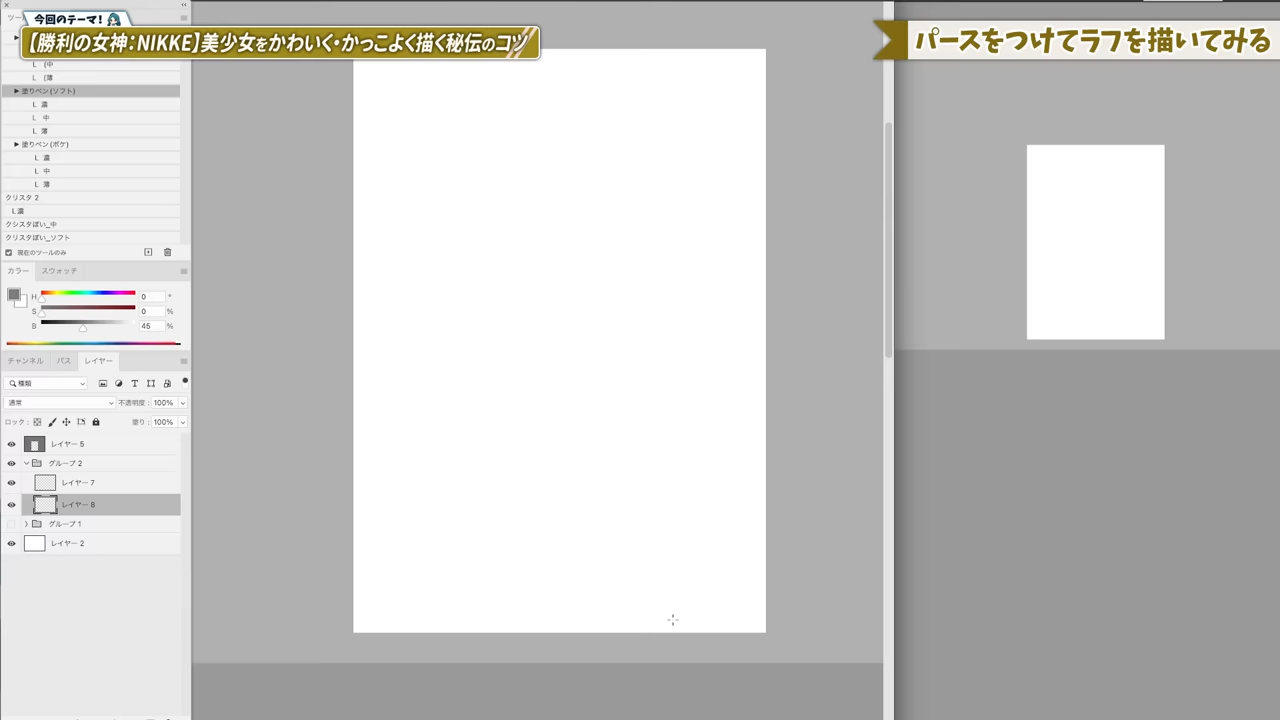 今回のテーマ!
【勝利の女神:NIKKE】美少女をかわいく・かっこよく描く秘伝のコツ
パースをつけてラフを描いてみる
(中
(薄
▶ 塗りペン(ソフト)
L 濃
L 中
L 薄
▶ 塗りペン(ボケ)
L 濃
L 中
L 薄
クリスタ 2
L 濃
クシスタぽい_中
クリスタぽい_ソフト
現在のツールのみ
カラー スウォッチ
H 0 °
S 0 %
B 45 %
チャンネル パス レイヤー
種類
通常 不透明度: 100%
ロック: 塗り: 100%
レイヤー 5
グループ 2
レイヤー 7
レイヤー 8
グループ 1
レイヤー 2